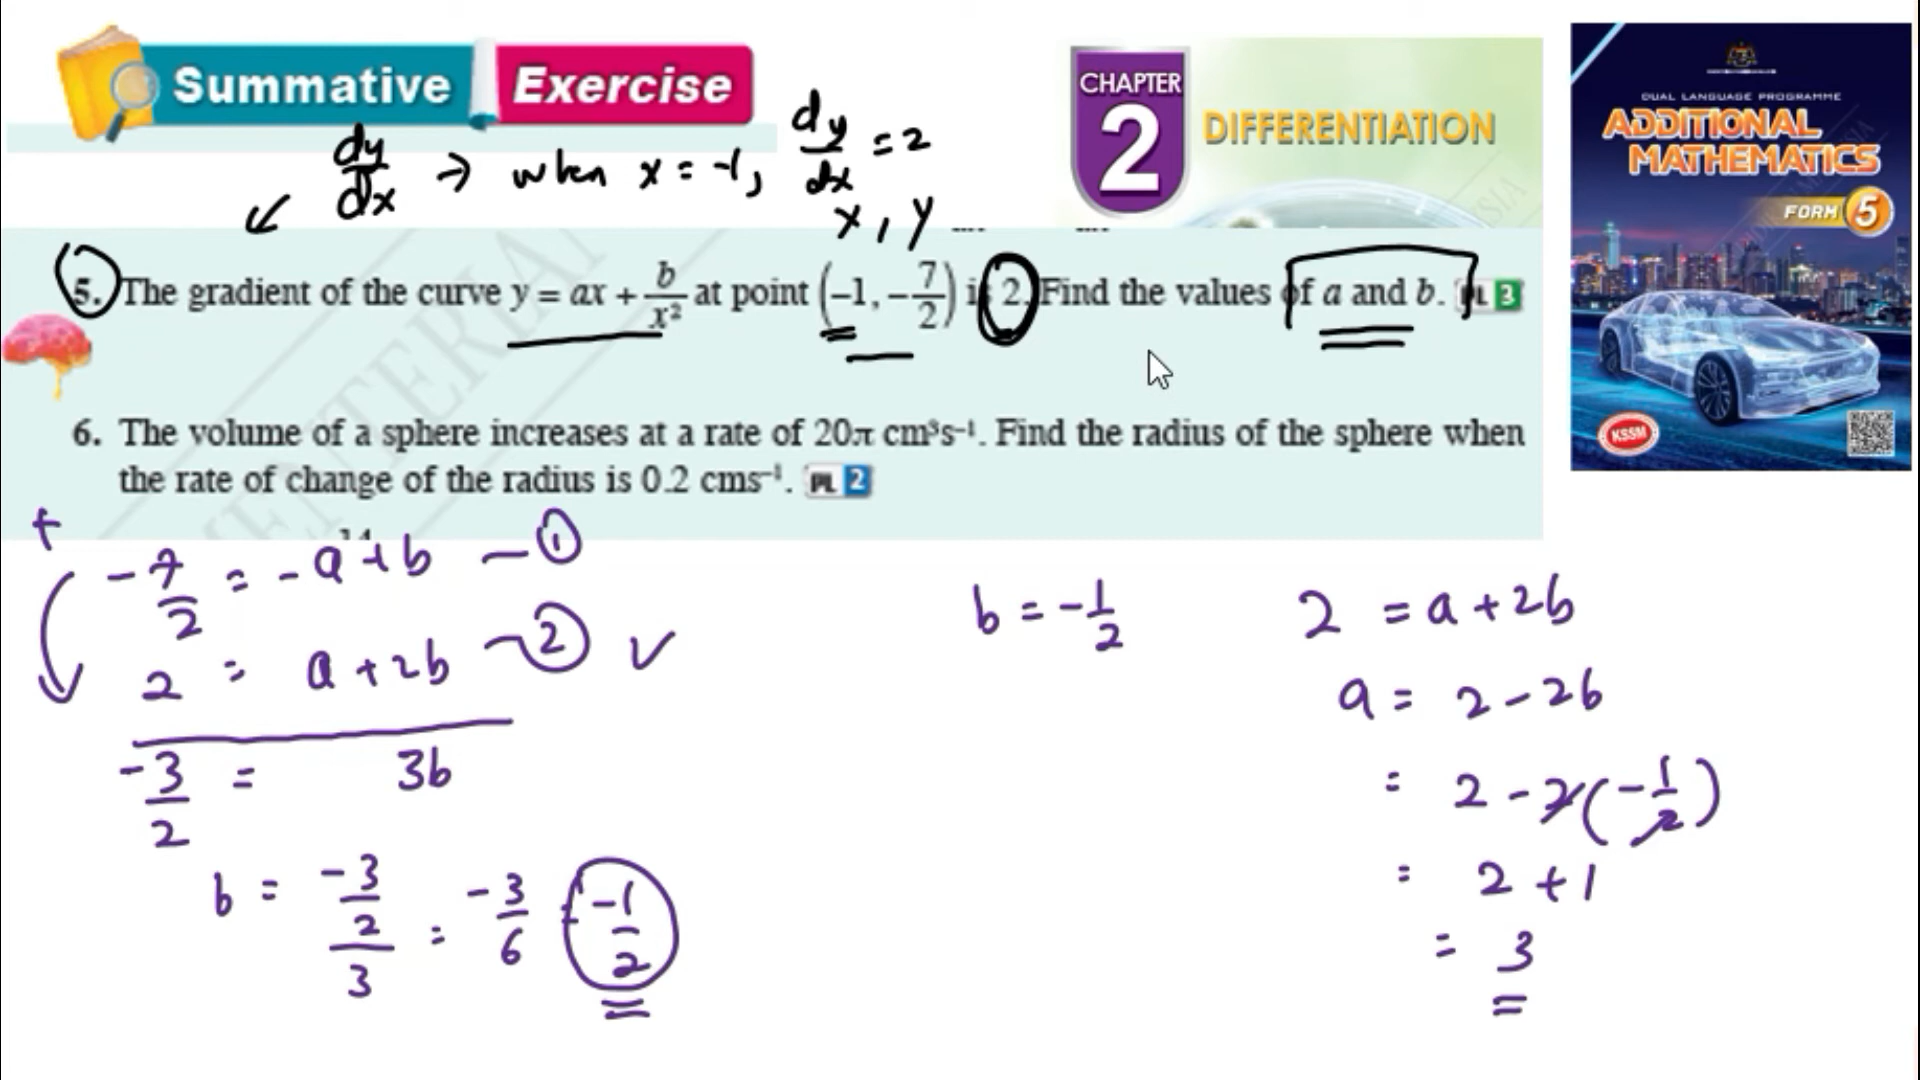 Summative Exercise
CHAPTER 2 DIFFERENTIATION
DUAL LANGUAGE PROGRAMME
ADDITIONAL
MATHEMATICS
FORM 5
KSSM
dy/dx → when x = -1, dy/dx = 2
x, y
5. The gradient of the curve y = ax + b/x² at point (−1, −7/2) is 2. Find the values of a and b. PL 3
6. The volume of a sphere increases at a rate of 20π cm³s⁻¹. Find the radius of the sphere when
the rate of change of the radius is 0.2 cms⁻¹. PL 2
+
-7/2 = -a + b — ①
2 = a + 2b — ② ✓
-3/2 = 3b
b = (-3/2)/3 = -3/6 = -1/2
b = -1/2
2 = a + 2b
a = 2 - 2b
= 2 - 2(-1/2)
= 2 + 1
= 3